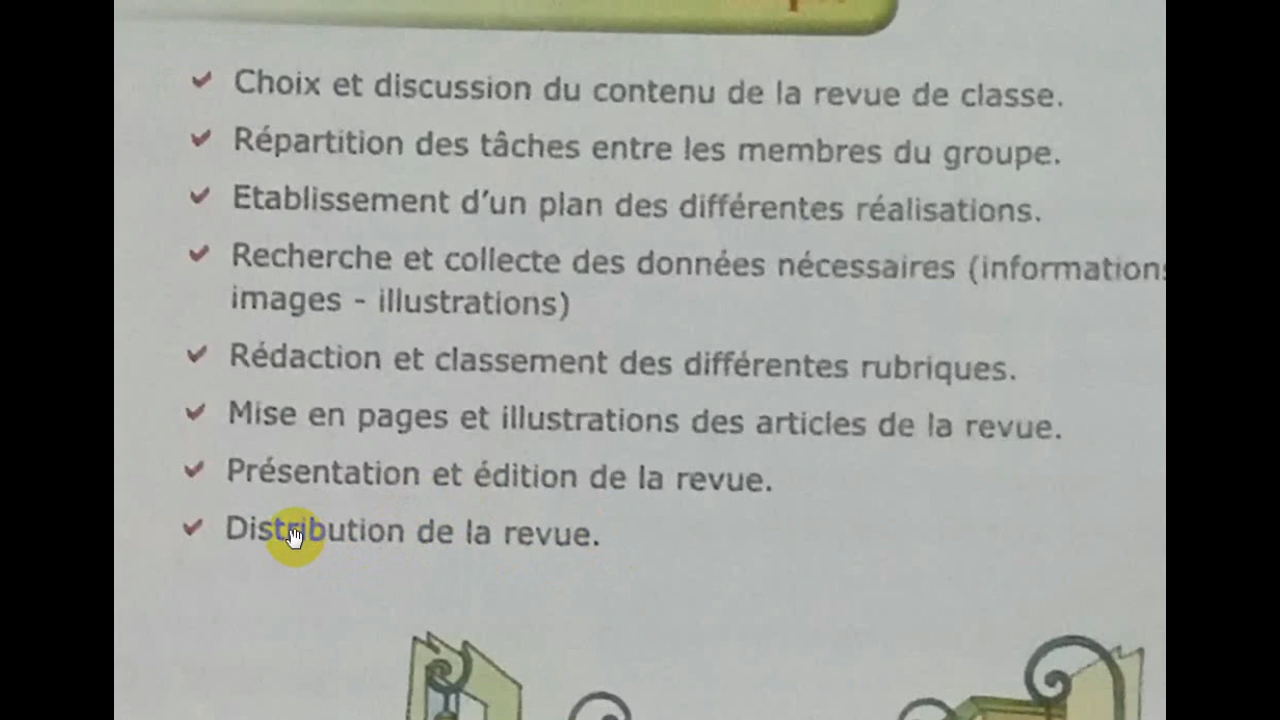 Choix et discussion du contenu de la revue de classe.
Répartition des tâches entre les membres du groupe.
Etablissement d'un plan des différentes réalisations.
Recherche et collecte des données nécessaires (informations
images - illustrations)
Rédaction et classement des différentes rubriques.
Mise en pages et illustrations des articles de la revue.
Présentation et édition de la revue.
Distribution de la revue.